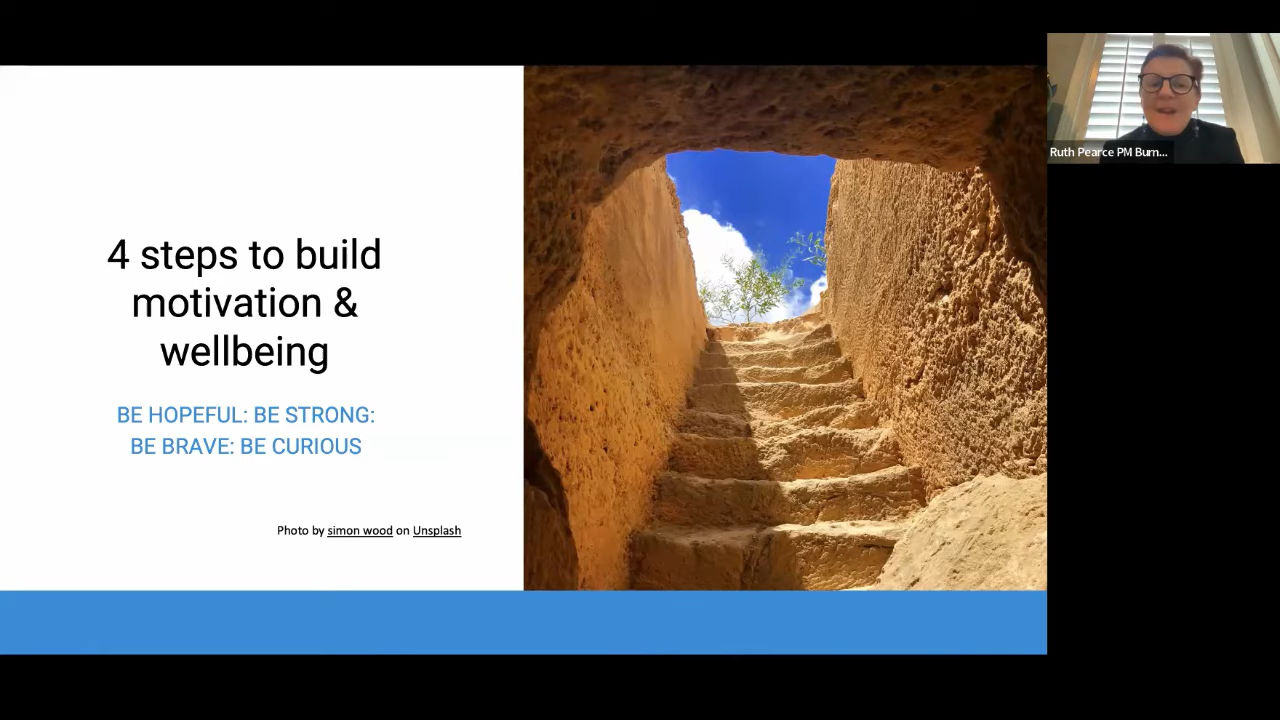 4 steps to build
motivation &
wellbeing
BE HOPEFUL: BE STRONG:
BE BRAVE: BE CURIOUS
Photo by simon wood on Unsplash
Ruth Pearce PM Burn...